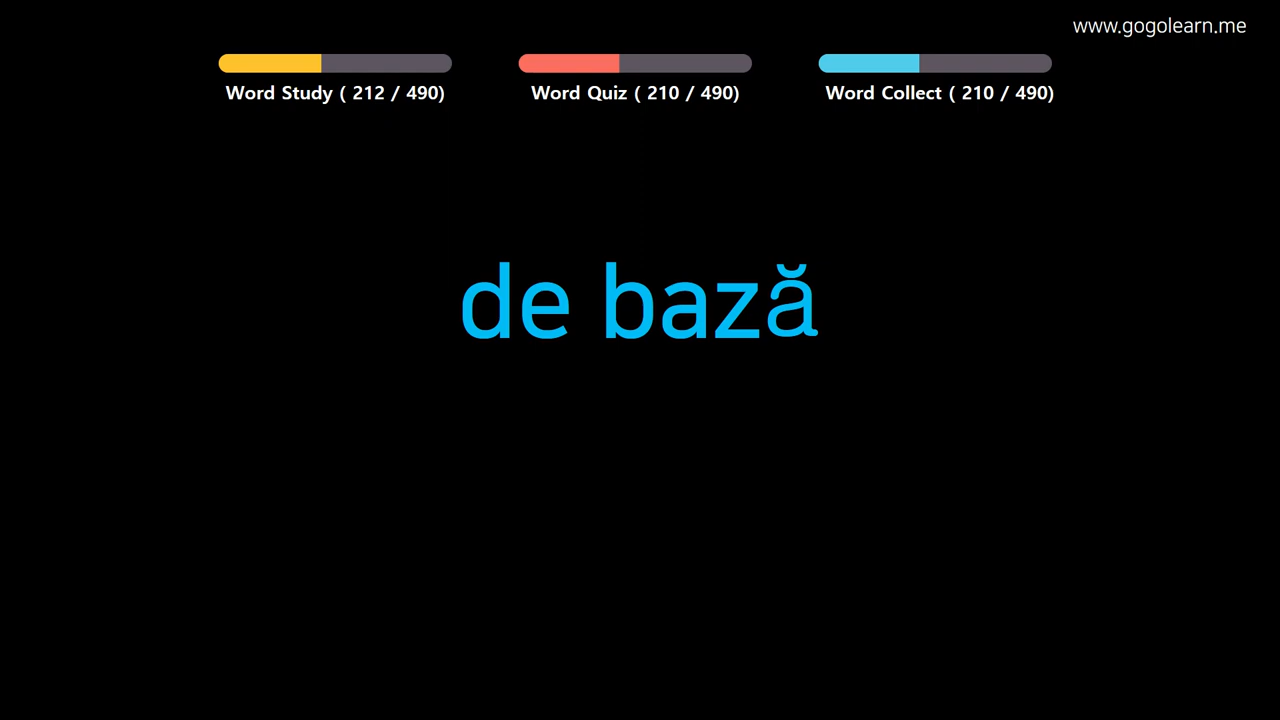 www.gogolearn.me
Word Study ( 212 / 490)
Word Quiz ( 210 / 490)
Word Collect ( 210 / 490)
de bază